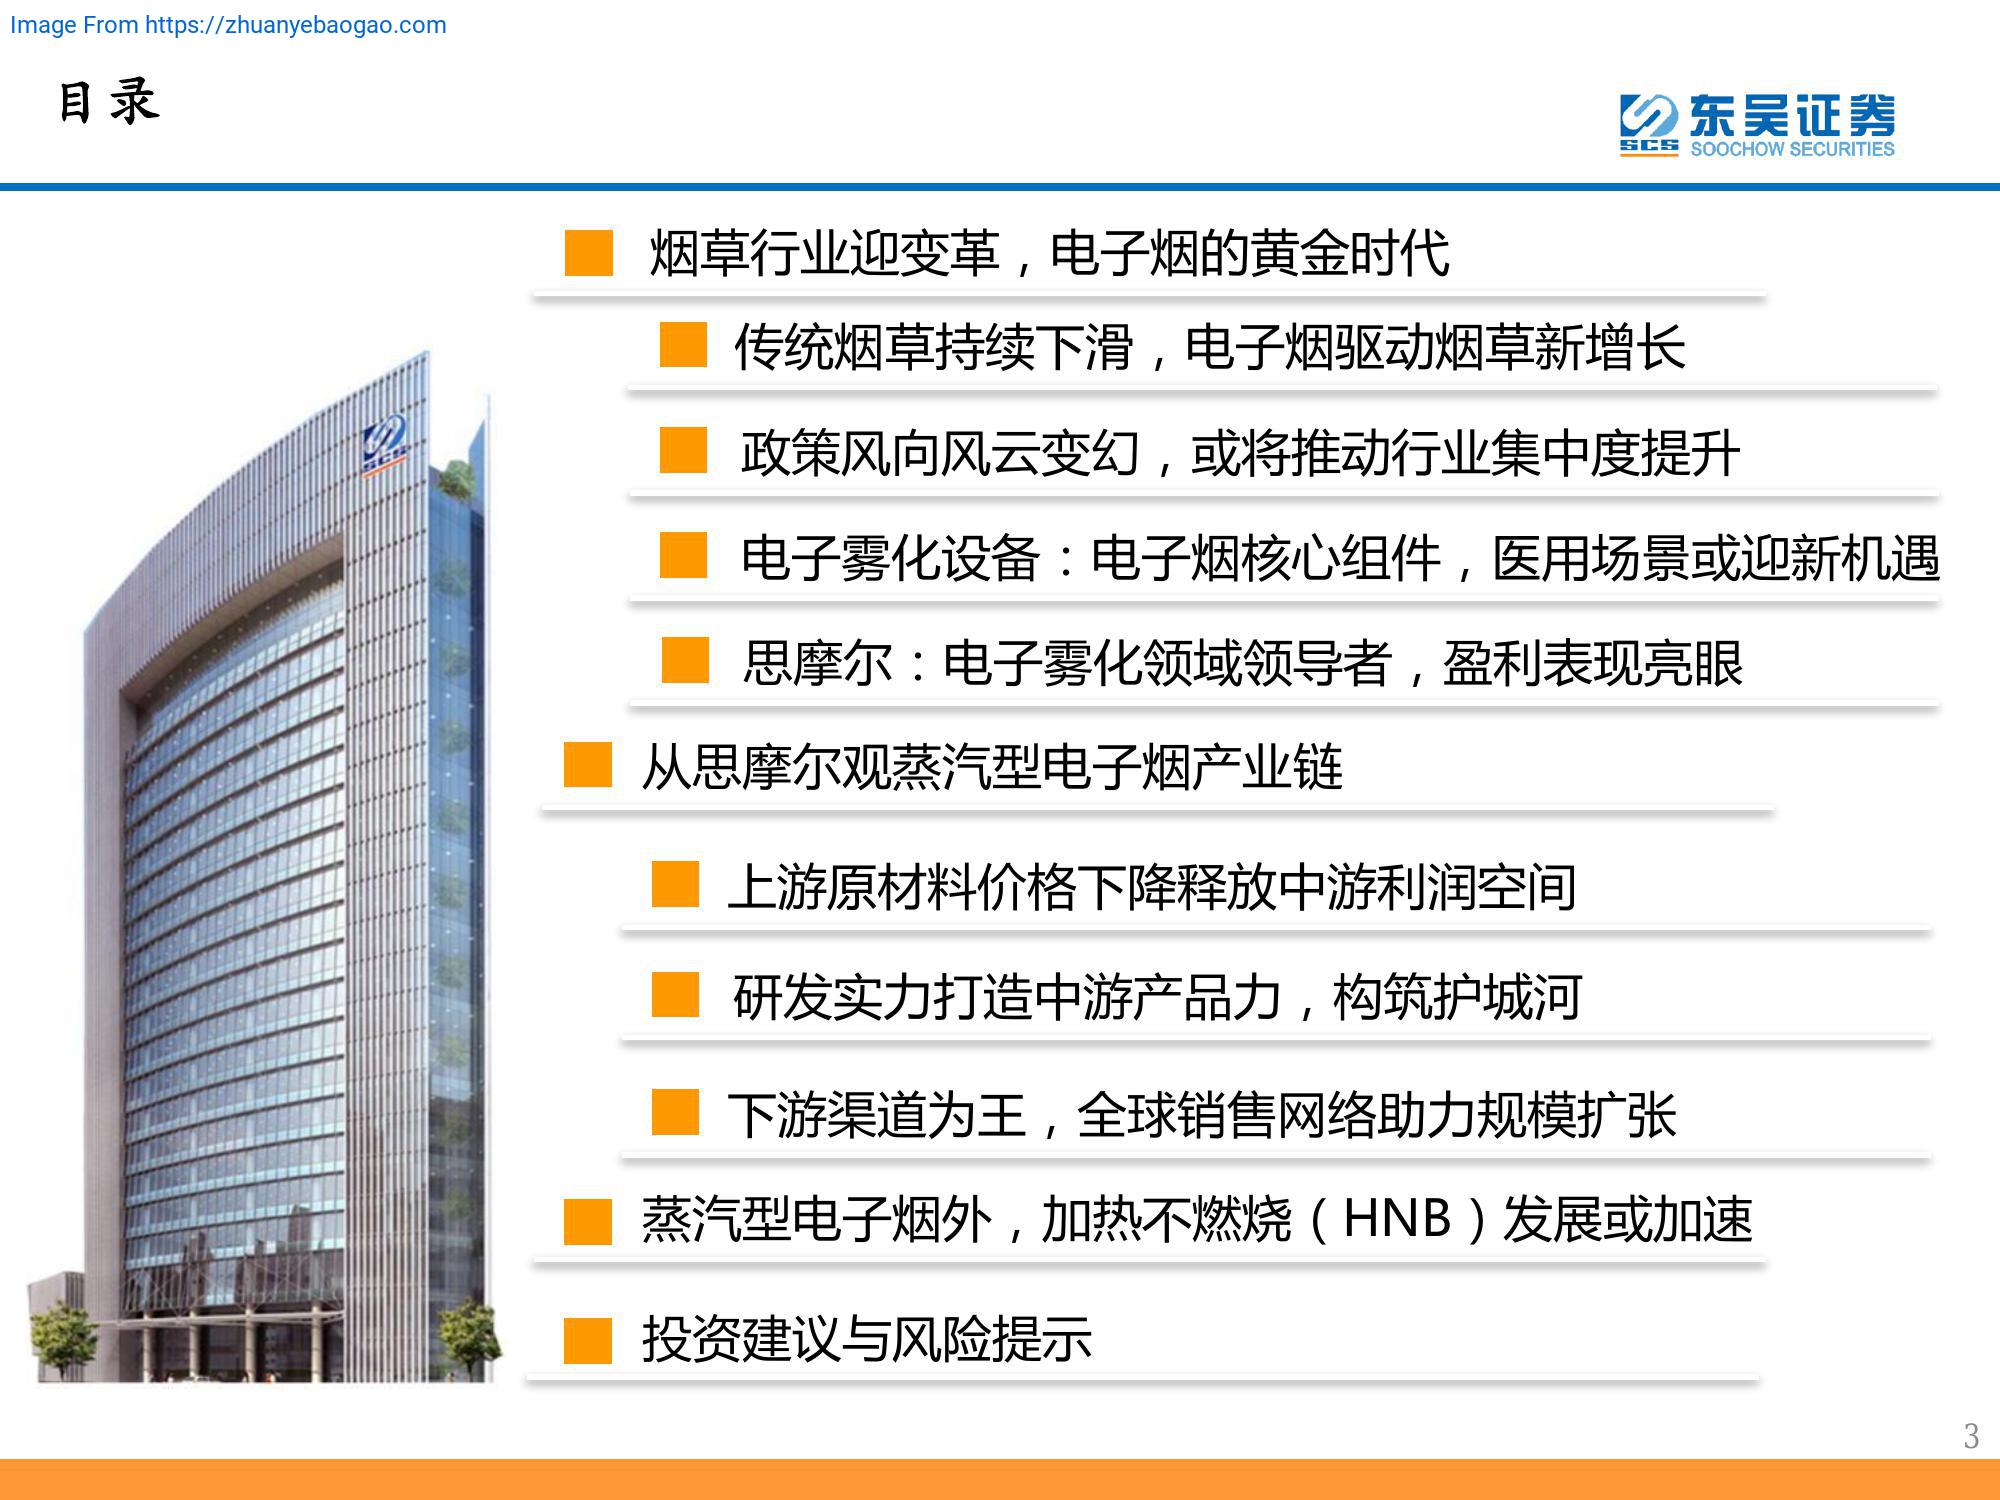 Image From https://zhuanyebaogao.com
目录
SCS
东吴证券
SOOCHOW SECURITIES
烟草行业迎变革，电子烟的黄金时代
传统烟草持续下滑，电子烟驱动烟草新增长
政策风向风云变幻，或将推动行业集中度提升
电子雾化设备：电子烟核心组件，医用场景或迎新机遇
思摩尔：电子雾化领域领导者，盈利表现亮眼
从思摩尔观蒸汽型电子烟产业链
上游原材料价格下降释放中游利润空间
研发实力打造中游产品力，构筑护城河
下游渠道为王，全球销售网络助力规模扩张
蒸汽型电子烟外，加热不燃烧（HNB）发展或加速
投资建议与风险提示
SCS
3